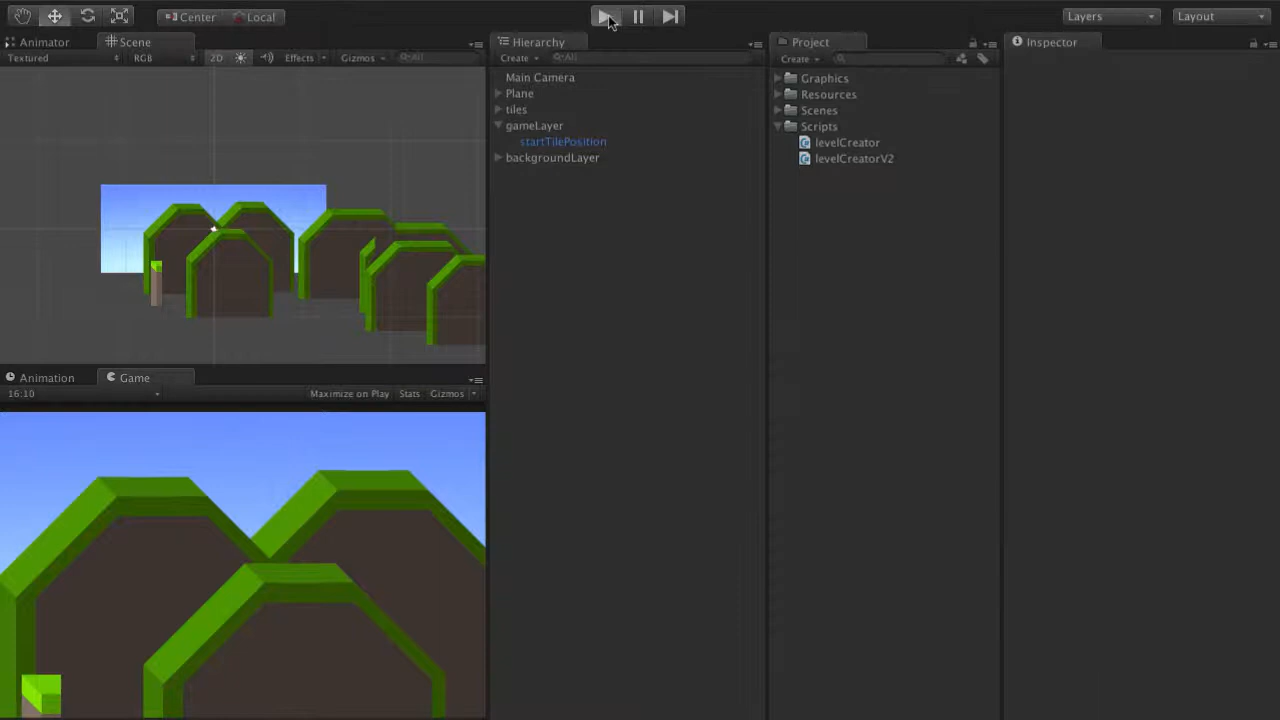 Center Local Layers Layout
Animator Scene Hierarchy Project Inspector
Textured RGB 2D Effects Gizmos All Create All Create
Main Camera
Plane
tiles
gameLayer
startTilePosition
backgroundLayer
Graphics
Resources
Scenes
Scripts
levelCreator
levelCreatorV2
Animation Game
16:10 Maximize on Play Stats Gizmos